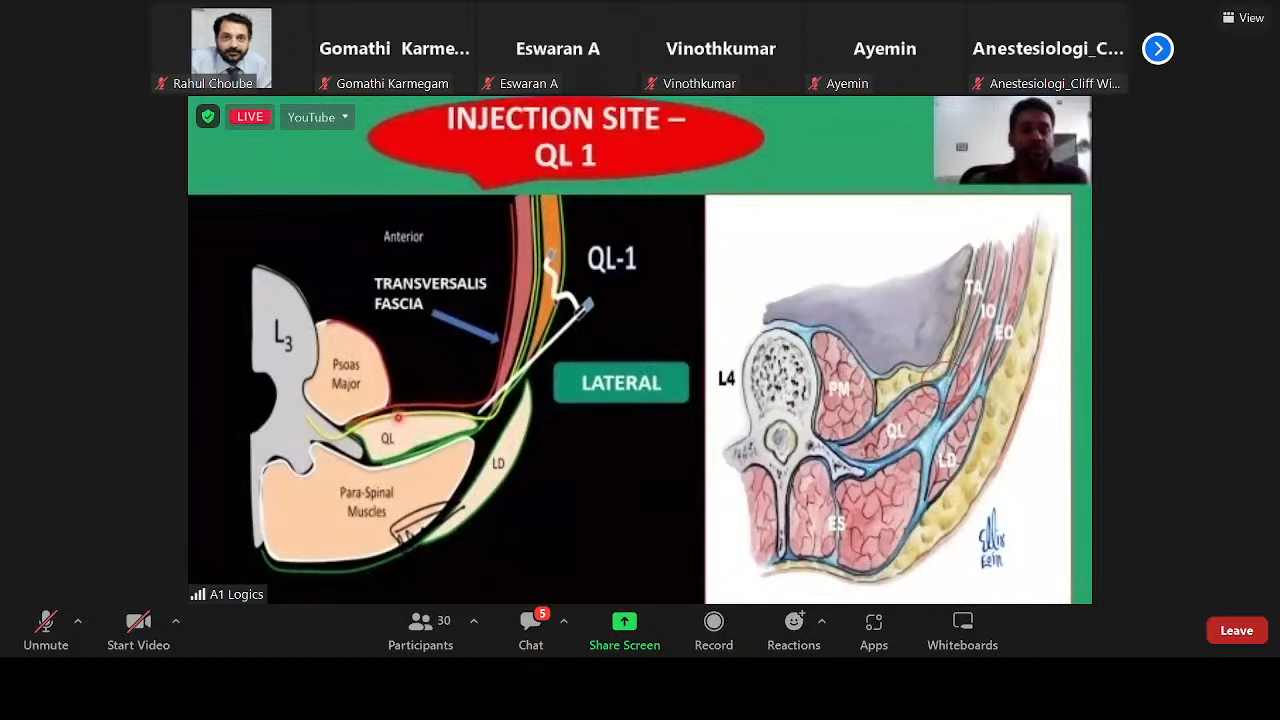 View
Gomathi Karme...
Eswaran A
Vinothkumar
Ayemin
Anestesiologi_C...
Rahul Choube
Gomathi Karmegam
Eswaran A
Vinothkumar
Ayemin
Anestesiologi_Cliff Wi...
LIVE
YouTube
INJECTION SITE –
QL 1
Anterior
QL-1
TRANSVERSALIS
FASCIA
L3
Psoas
Major
LATERAL
QL
LD
Para-Spinal
Muscles
TA
IO
EO
L4
PM
QL
LD
ES
A1 Logics
Unmute
Start Video
30
Participants
5
Chat
Share Screen
Record
Reactions
Apps
Whiteboards
Leave